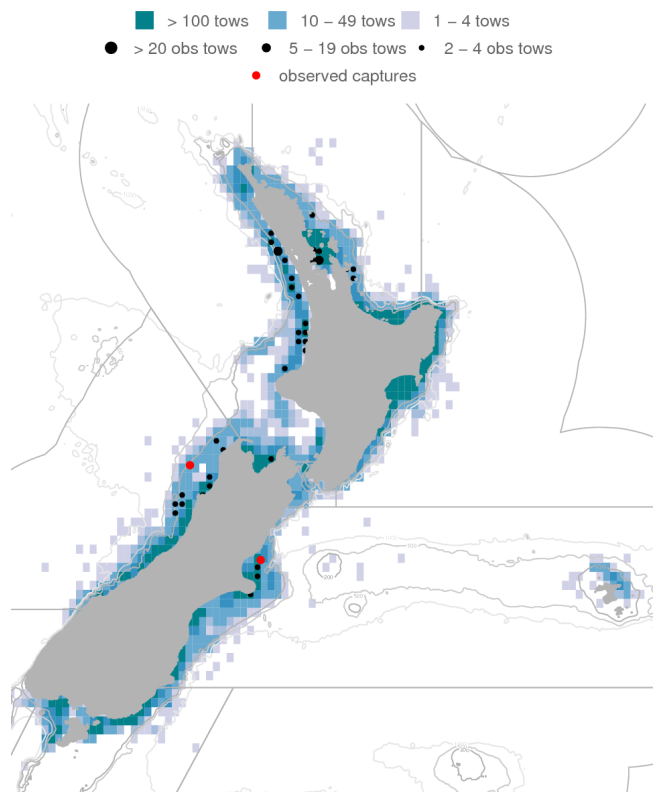 > 100 tows 10 − 49 tows 1 − 4 tows
> 20 obs tows 5 − 19 obs tows 2 − 4 obs tows
observed captures